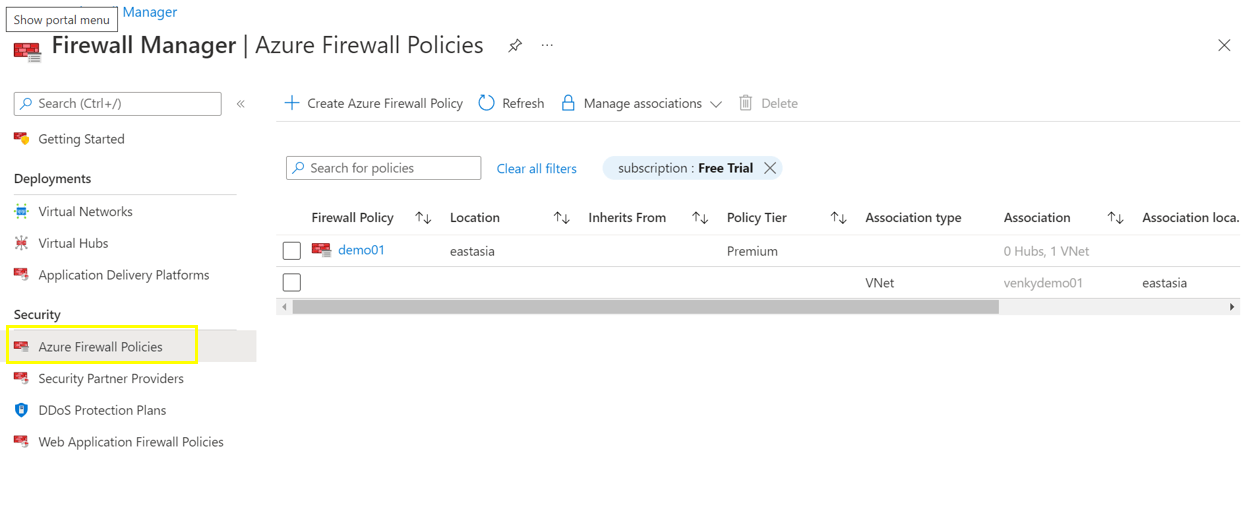 Show portal menu
Manager
Firewall Manager | Azure Firewall Policies
Search (Ctrl+/)
Getting Started
Deployments
Virtual Networks
Virtual Hubs
Application Delivery Platforms
Security
Azure Firewall Policies
Security Partner Providers
DDoS Protection Plans
Web Application Firewall Policies
Create Azure Firewall Policy Refresh Manage associations Delete
Search for policies Clear all filters subscription : Free Trial
Firewall Policy Location Inherits From Policy Tier Association type Association Association loca...
demo01 eastasia Premium 0 Hubs, 1 VNet
VNet venkydemo01 eastasia